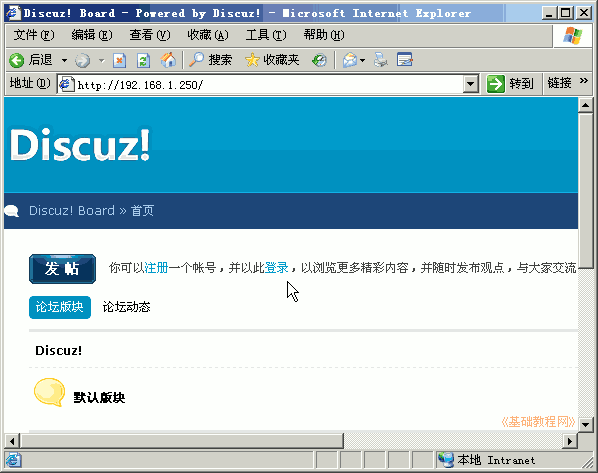 Discuz! Board - Powered by Discuz! - Microsoft Internet Explorer
文件(F) 编辑(E) 查看(V) 收藏(A) 工具(T) 帮助(H)
后退 搜索 收藏夹
地址(D) http://192.168.1.250/ 转到 链接 »
Discuz!
Discuz! Board » 首页
发帖 你可以注册一个帐号，并以此登录，以浏览更多精彩内容，并随时发布观点，与大家交流
论坛版块 论坛动态
Discuz!
默认版块
《基础教程网》
本地 Intranet